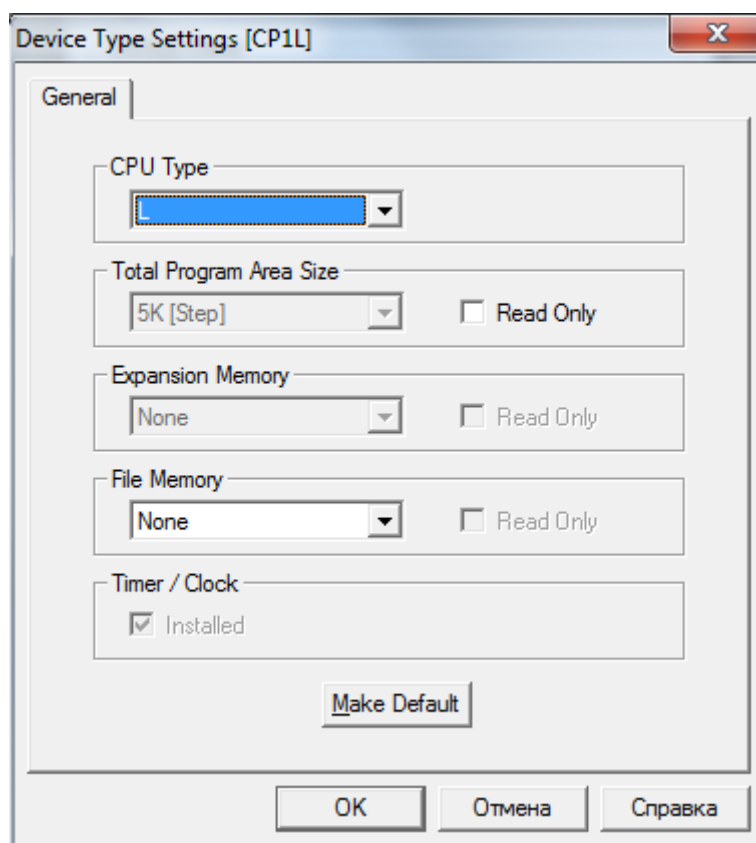 Device Type Settings [CP1L]
General
CPU Type
L
Total Program Area Size
5K [Step]
Read Only
Expansion Memory
None
Read Only
File Memory
None
Read Only
Timer / Clock
Installed
Make Default
OK
Отмена
Справка